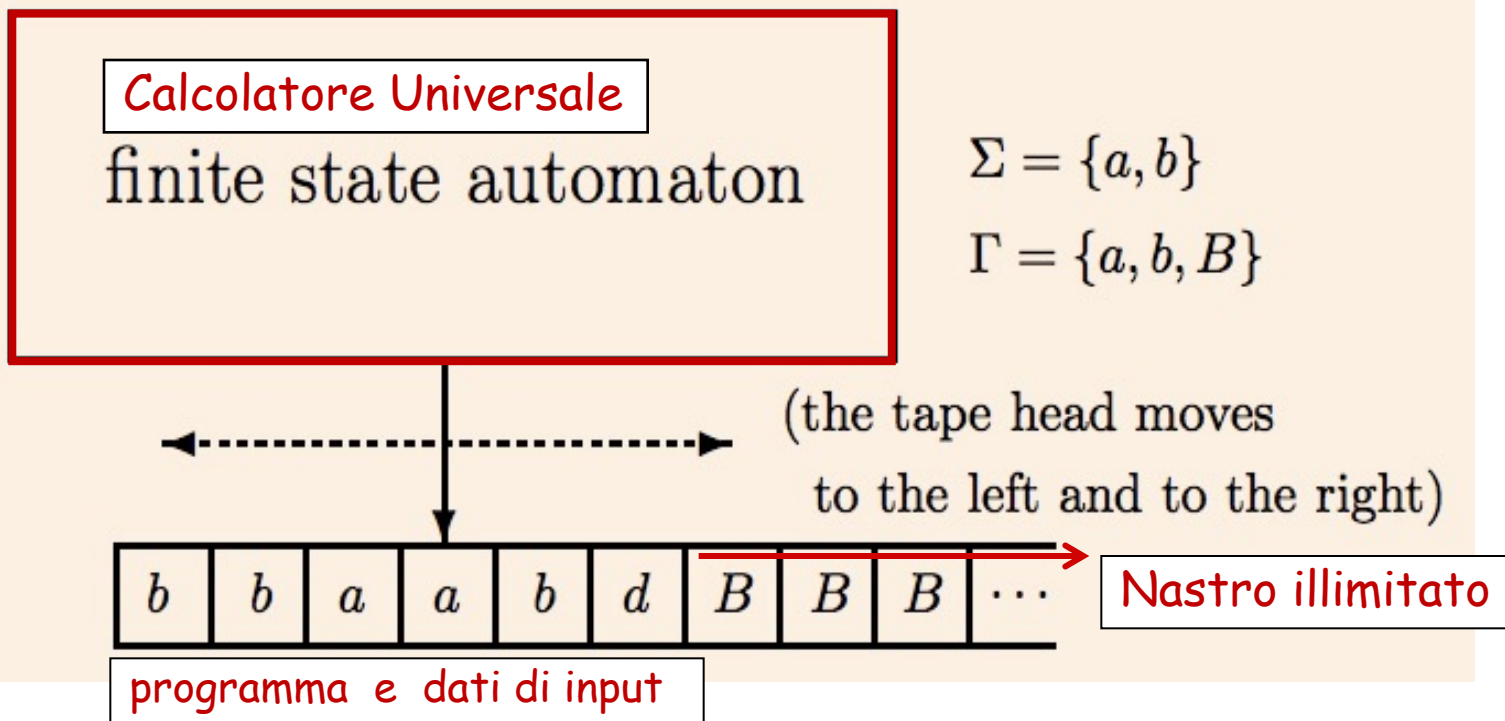 Calcolatore Universale
finite state automaton
Σ = {a, b}
Γ = {a, b, B}
(the tape head moves
to the left and to the right)
b b a a b d B B B ···
Nastro illimitato
programma e dati di input